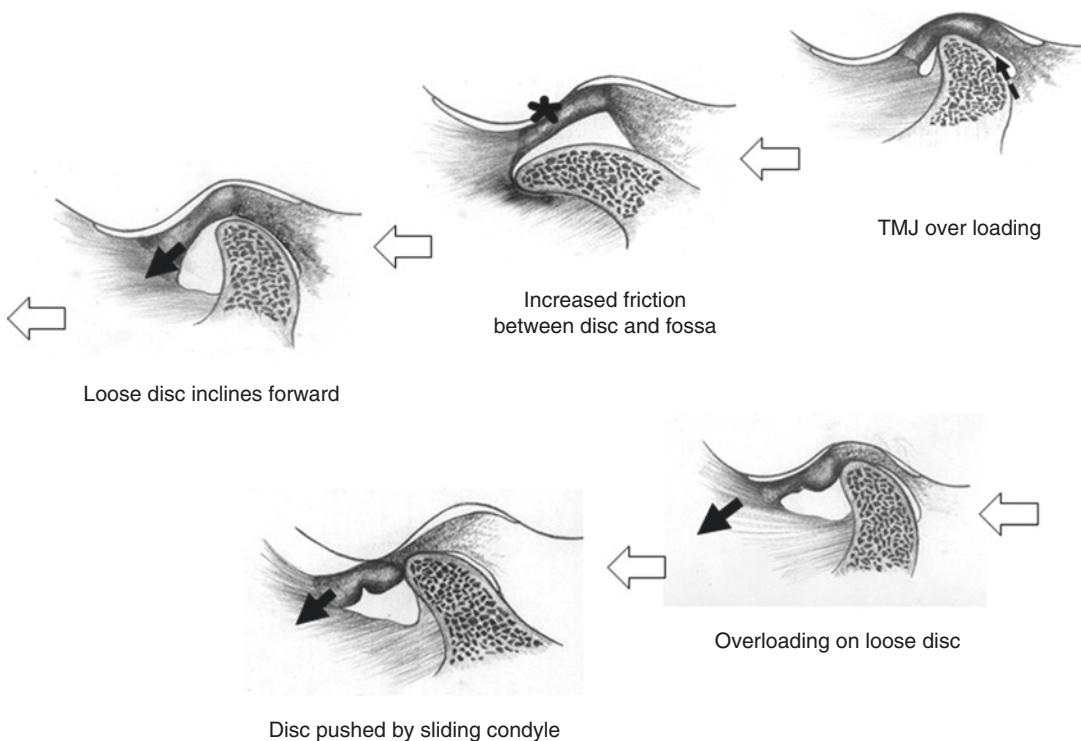 TMJ over loading
Increased friction
between disc and fossa
Loose disc inclines forward
Overloading on loose disc
Disc pushed by sliding condyle